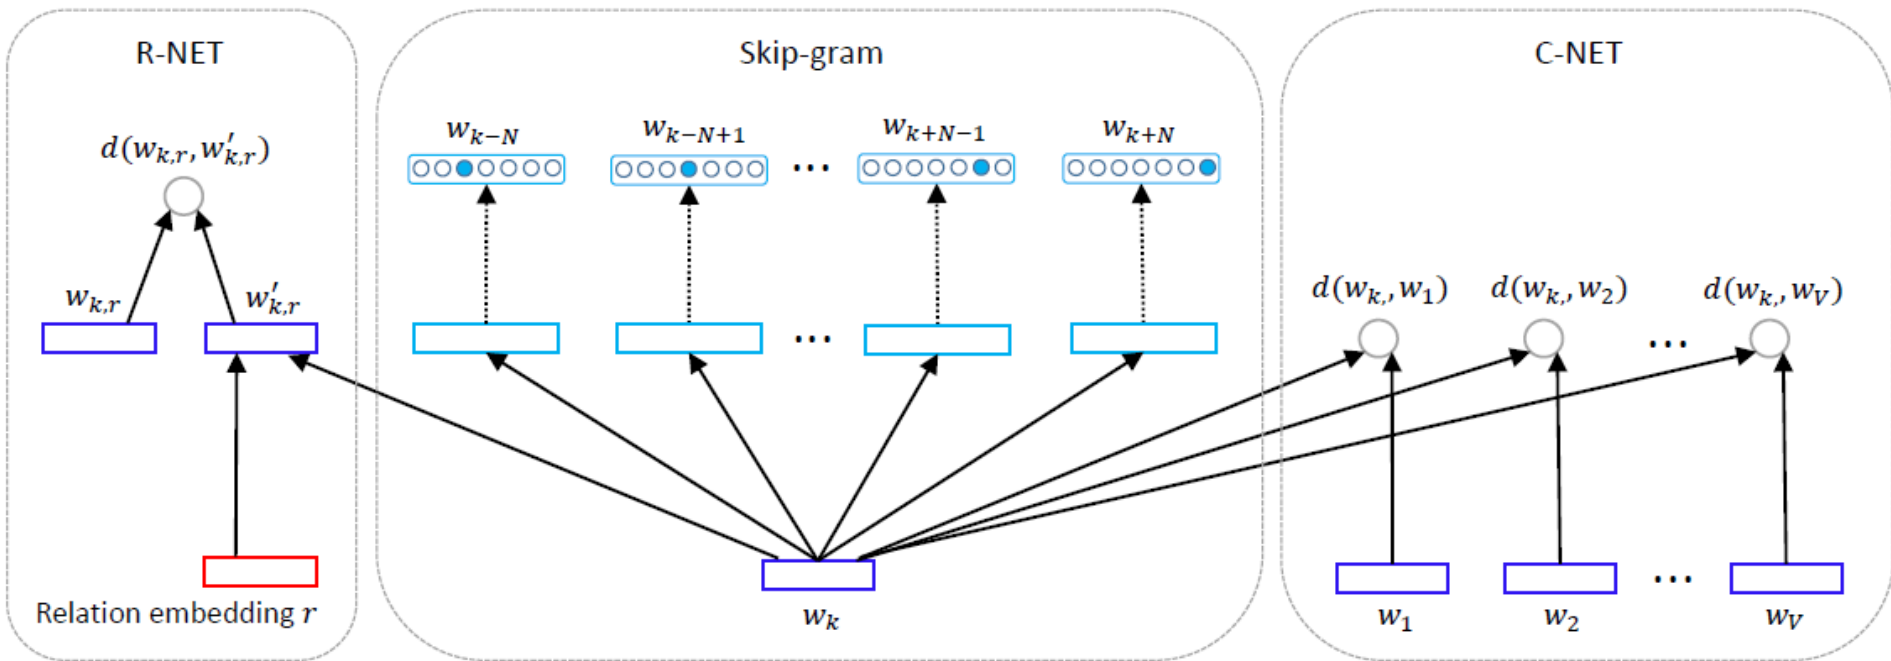 R-NET
Skip-gram
C-NET
w_{k-N}
w_{k-N+1}
...
w_{k+N-1}
w_{k+N}
d(w_{k,r}, w'_{k,r})
w_{k,r}
w'_{k,r}
...
d(w_{k,}, w_1)
d(w_{k,}, w_2)
...
d(w_{k,}, w_V)
Relation embedding r
w_k
w_1
w_2
...
w_V